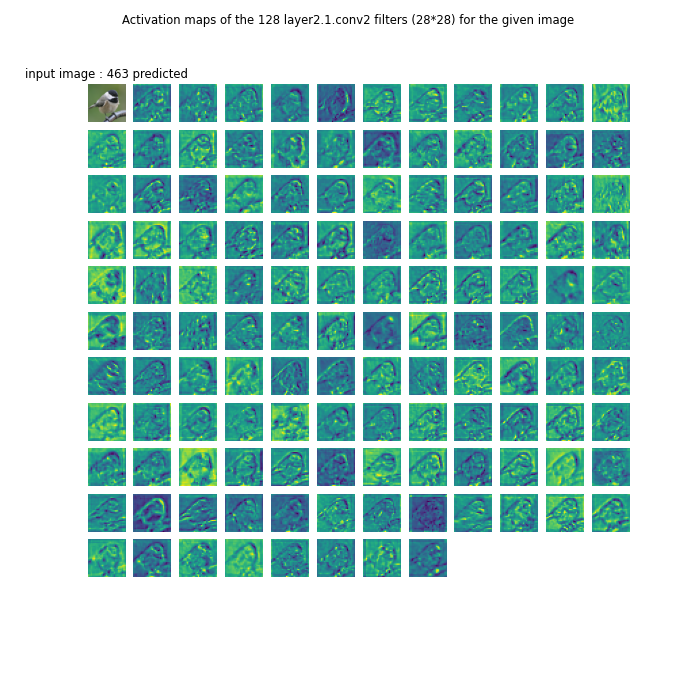 Activation maps of the 128 layer2.1.conv2 filters (28*28) for the given image
input image : 463 predicted